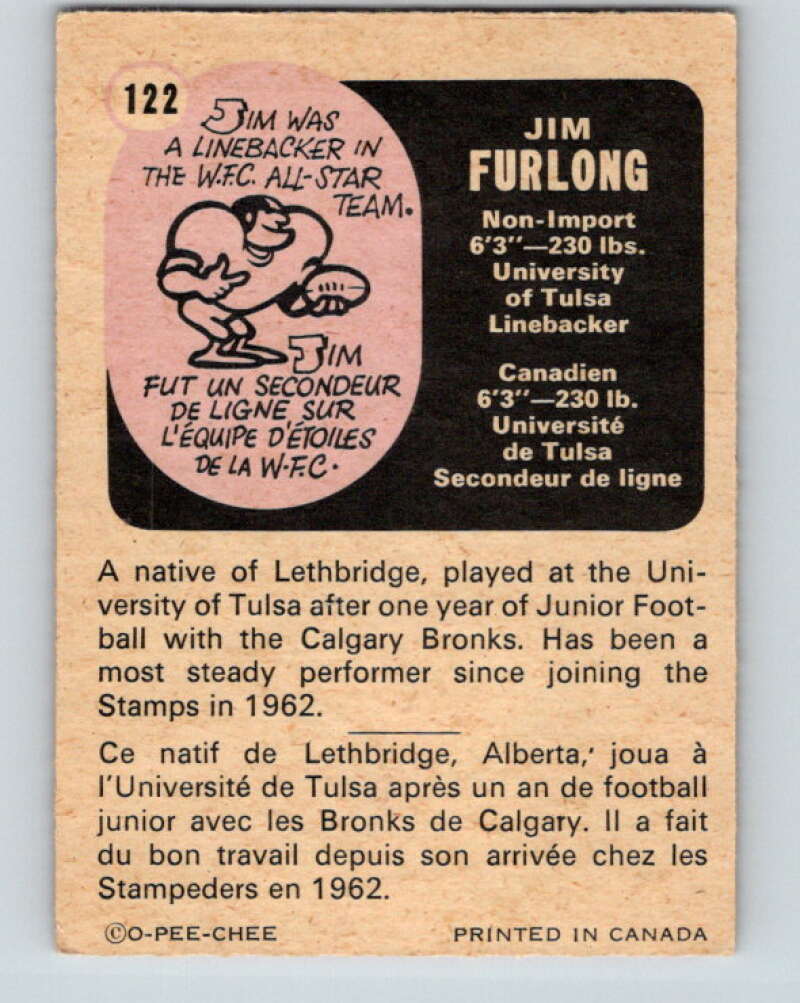 122
JIM WAS
A LINEBACKER IN
THE W.F.C. ALL-STAR
TEAM.
JIM
FUT UN SECONDEUR
DE LIGNE SUR
L'ÉQUIPE D'ÉTOILES
DE LA W.F.C.
JIM
FURLONG
Non-Import
6'3"—230 lbs.
University
of Tulsa
Linebacker
Canadien
6'3"—230 lb.
Université
de Tulsa
Secondeur de ligne
A native of Lethbridge, played at the Uni-
versity of Tulsa after one year of Junior Foot-
ball with the Calgary Bronks. Has been a
most steady performer since joining the
Stamps in 1962.
Ce natif de Lethbridge, Alberta, joua à
l'Université de Tulsa après un an de football
junior avec les Bronks de Calgary. Il a fait
du bon travail depuis son arrivée chez les
Stampeders en 1962.
©O-PEE-CHEE
PRINTED IN CANADA